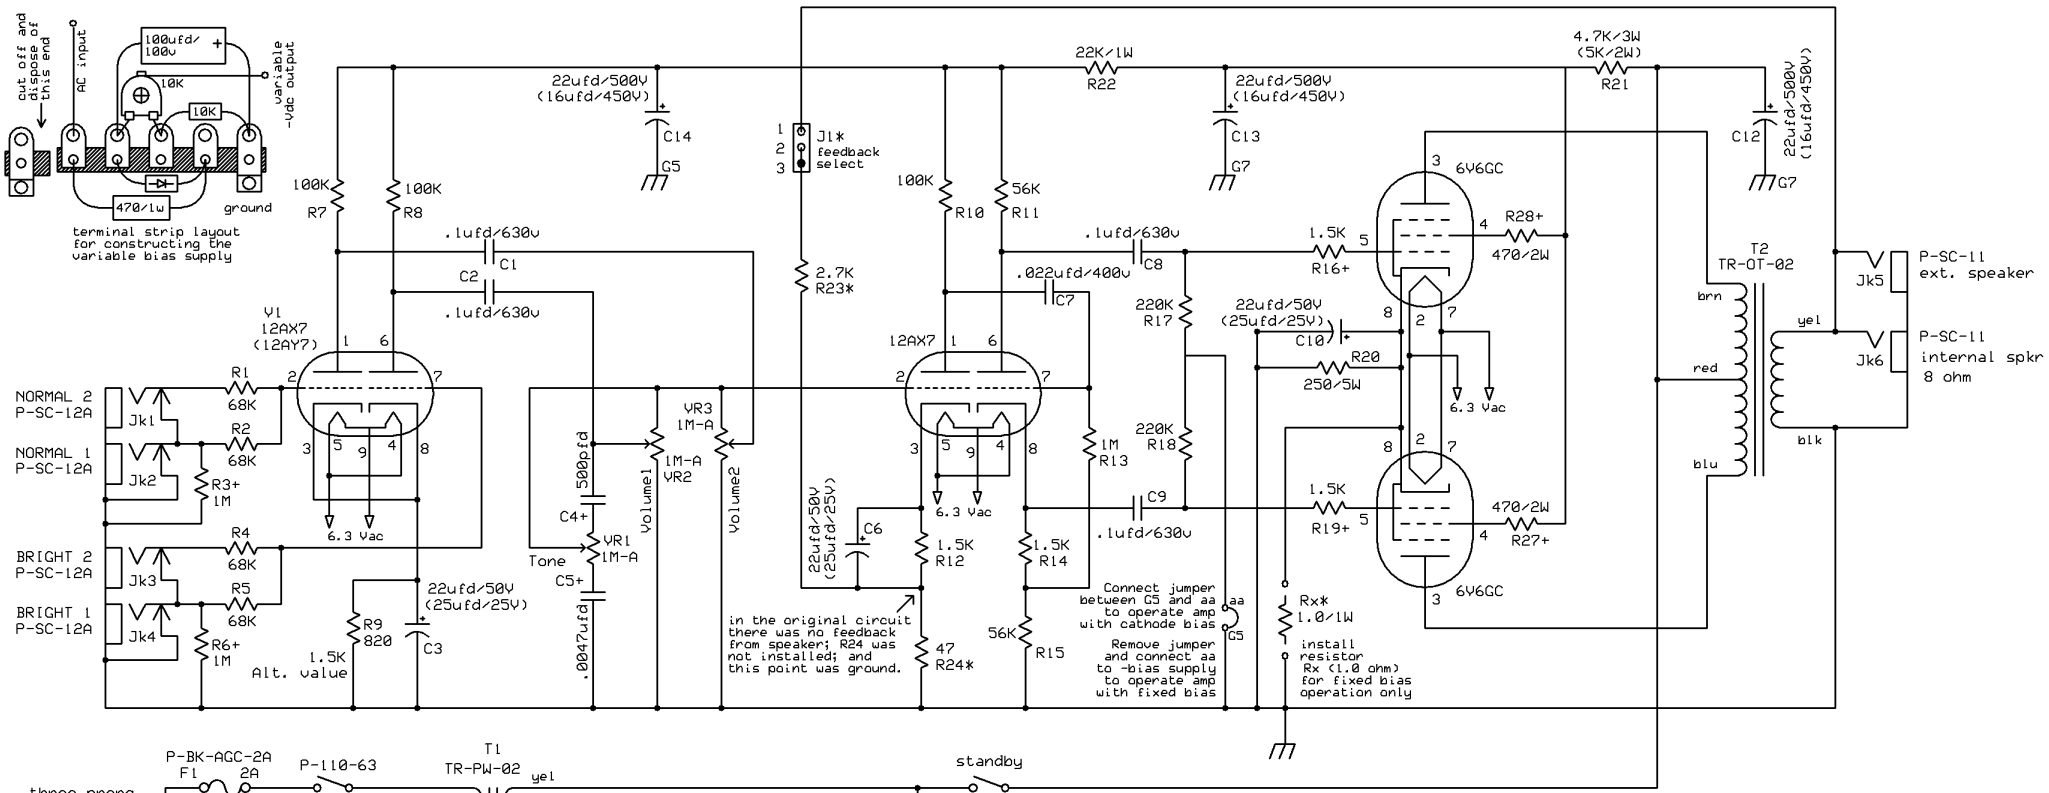 cut off and
dispose of
this end
AC input
100ufd/
100v
+
10K
10K
variable
-Vdc output
470/1w
ground
terminal strip layout
for constructing the
variable bias supply
100K
R7
100K
R8
22ufd/500V
(16ufd/450V)
+
C14
G5
.1ufd/630v
C1
C2
.1ufd/630v
V1
12AX7
(12AY7)
1
6
2
7
3
5
9
4
8
6.3 Vac
NORMAL 2
P-SC-12A
Jk1
R1
68K
NORMAL 1
P-SC-12A
Jk2
R2
68K
R3+
1M
BRIGHT 2
P-SC-12A
Jk3
R4
68K
BRIGHT 1
P-SC-12A
Jk4
R5
68K
R6+
1M
R9
820
1.5K
Alt. value
22ufd/50V
(25ufd/25V)
+
C3
500pfd
C4+
Tone
VR1
1M-A
C5+
.0047ufd
1M-A
VR2
Volume1
VR3
1M-A
Volume2
1
2
3
J1*
feedback
select
2.7K
R23*
22K/1W
R22
100K
R10
56K
R11
22ufd/500V
(16ufd/450V)
+
C13
G7
4.7K/3W
(5K/2W)
R21
+
C12
22ufd/500V
(16ufd/450V)
G7
.1ufd/630v
C8
.022ufd/400v
C7
12AX7
1
6
2
7
3
5
9
4
8
6.3 Vac
1M
R13
22ufd/50V
(25ufd/25V)
C6
+
1.5K
R12
1.5K
R14
in the original circuit
there was no feedback
from speaker; R24 was
not installed; and
this point was ground.
47
R24*
56K
R15
220K
R17
220K
R18
C9
.1ufd/630v
1.5K
R16+
5
1.5K
R19+
5
22ufd/50V
(25ufd/25V)
C10
+
R20
250/5W
3
6V6GC
4
R28+
470/2W
8
2
7
6.3 Vac
8
2
7
470/2W
R27+
4
3
6V6GC
Connect jumper
between G5 and aa
to operate amp
with cathode bias
aa
G5
Remove jumper
and connect aa
to -bias supply
to operate amp
with fixed bias
Rx*
1.0/1W
install
resistor
Rx (1.0 ohm)
for fixed bias
operation only
T2
TR-OT-02
brn
red
blu
yel
blk
Jk5
P-SC-11
ext. speaker
Jk6
P-SC-11
internal spkr
8 ohm
P-BK-AGC-2A
F1
2A
P-110-63
T1
TR-PW-02
yel
standby
three prong